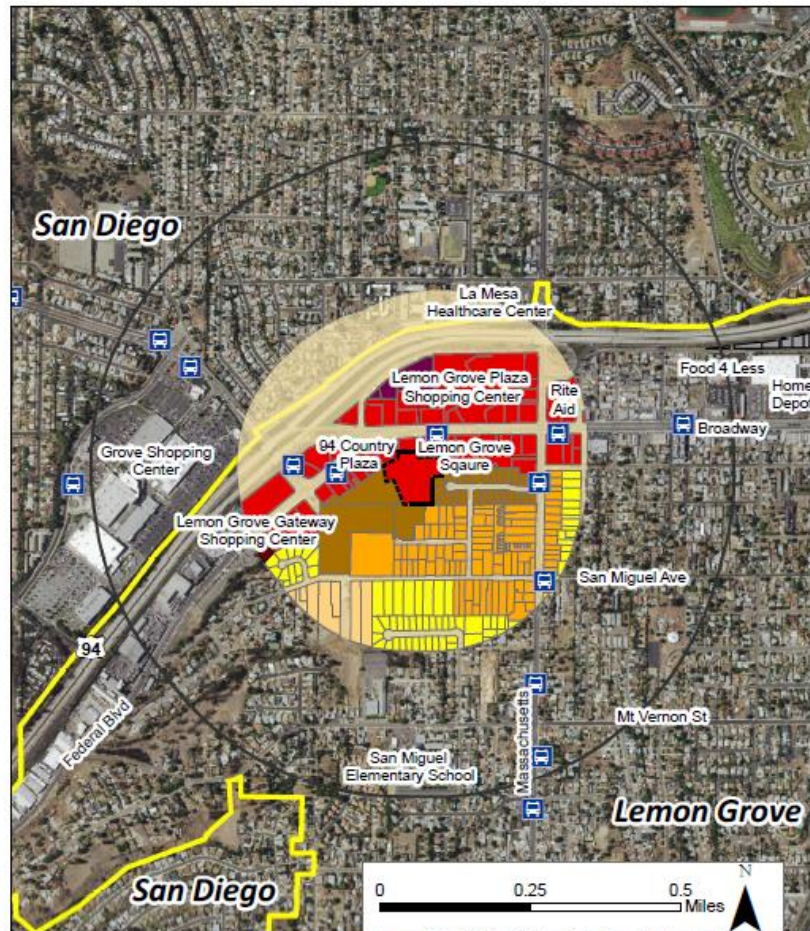 San Diego
La Mesa
Healthcare Center
Lemon Grove Plaza
Shopping Center
Rite
Aid
Food 4 Less
Home
Depot
Broadway
Grove Shopping
Center
94 Country
Plaza
Lemon Grove
Sqaure
Lemon Grove Gateway
Shopping Center
San Miguel Ave
94
Federal Blvd
Massachusetts
Mt Vernon St
San Miguel
Elementary School
Lemon Grove
San Diego
N
0 0.25 0.5
Miles